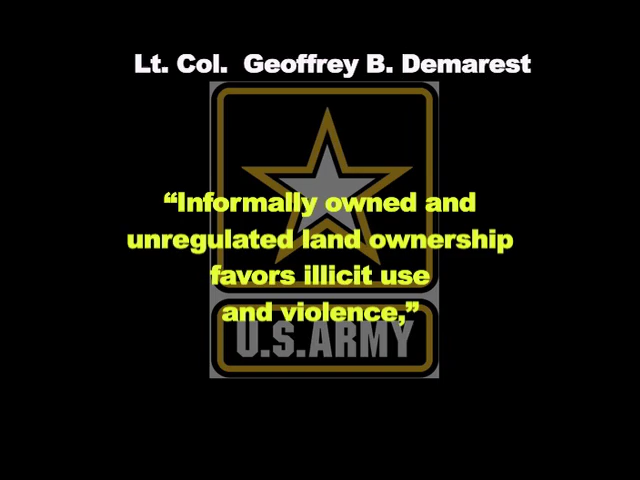 Lt. Col. Geoffrey B. Demarest
“Informally owned and
unregulated land ownership
favors illicit use
and violence,”
U.S.ARMY